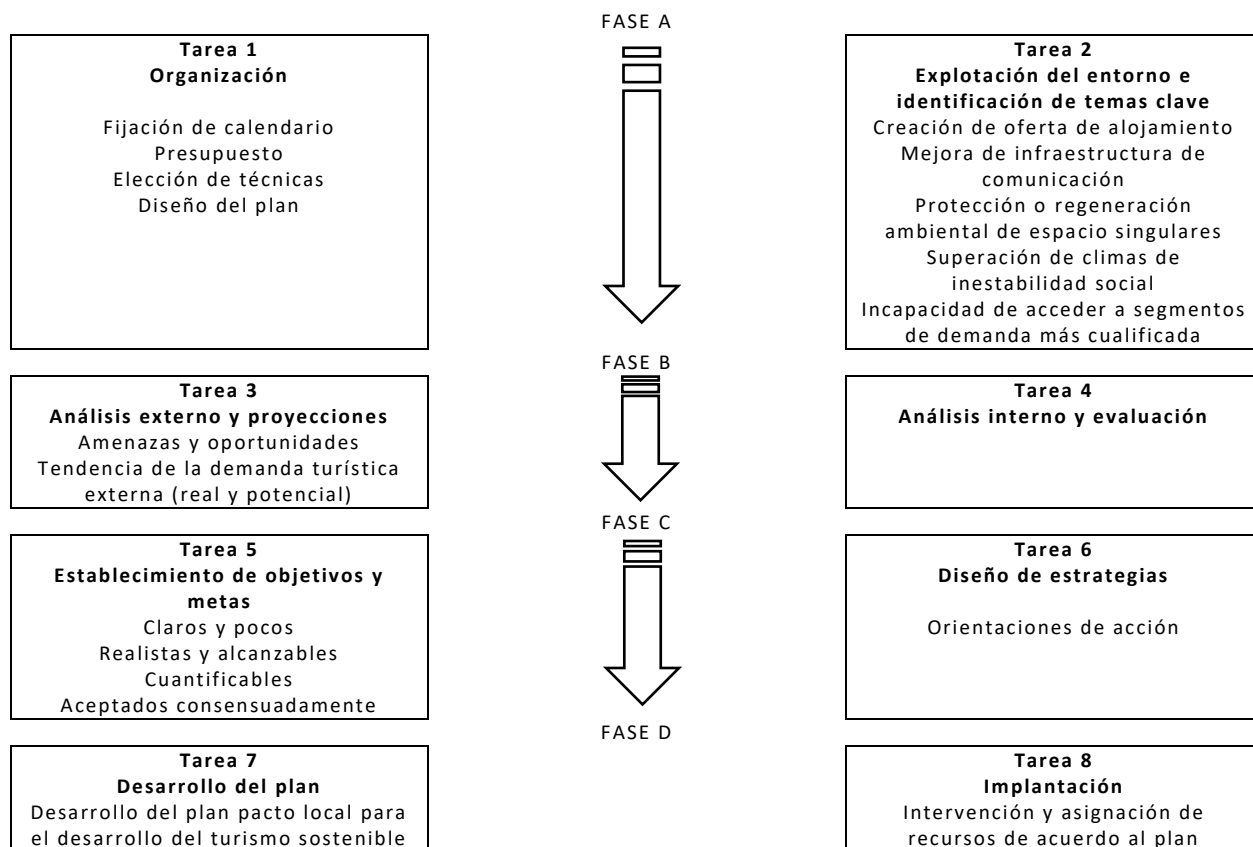 FASE A
Tarea 1
Organización
Fijación de calendario
Presupuesto
Elección de técnicas
Diseño del plan
Tarea 2
Explotación del entorno e
identificación de temas clave
Creación de oferta de alojamiento
Mejora de infraestructura de
comunicación
Protección o regeneración
ambiental de espacio singulares
Superación de climas de
inestabilidad social
Incapacidad de acceder a segmentos
de demanda más cualificada
FASE B
Tarea 3
Análisis externo y proyecciones
Amenazas y oportunidades
Tendencia de la demanda turística
externa (real y potencial)
Tarea 4
Análisis interno y evaluación
FASE C
Tarea 5
Establecimiento de objetivos y
metas
Claros y pocos
Realistas y alcanzables
Cuantificables
Aceptados consensuadamente
Tarea 6
Diseño de estrategias
Orientaciones de acción
FASE D
Tarea 7
Desarrollo del plan
Desarrollo del plan pacto local para
el desarrollo del turismo sostenible
Tarea 8
Implantación
Intervención y asignación de
recursos de acuerdo al plan